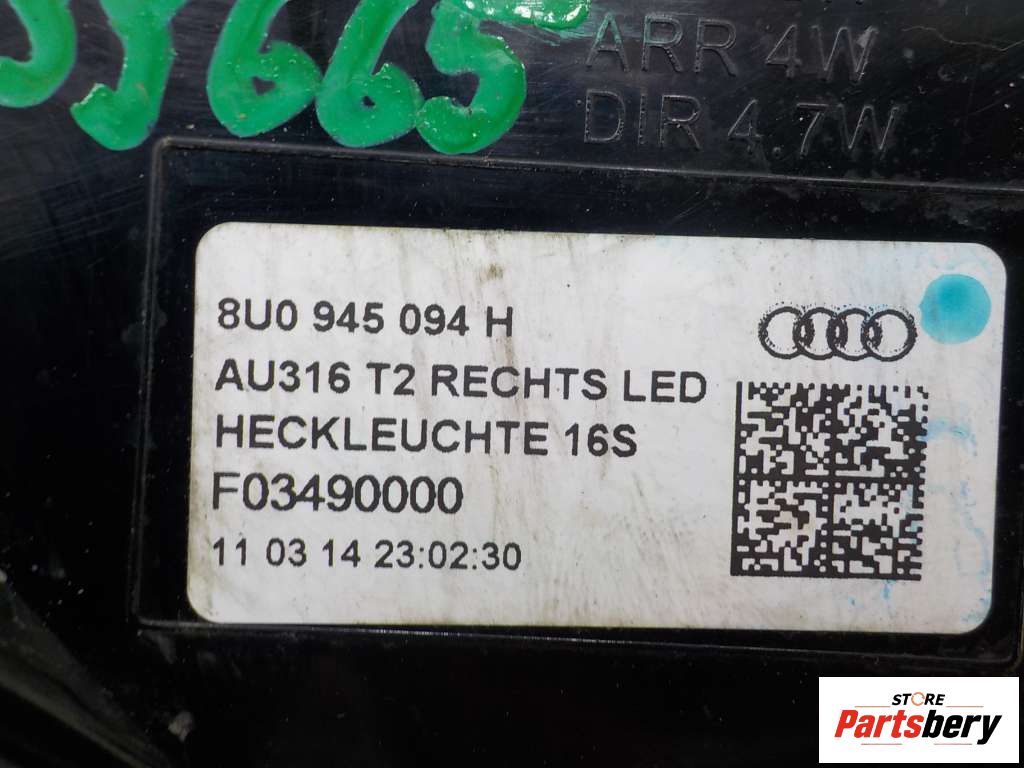 5665
ARR 4W
DIR 4 7W
8U0 945 094 H
AU316 T2 RECHTS LED
HECKLEUCHTE 16S
F03490000
11 03 14 23:02:30
STORE
Partsbery